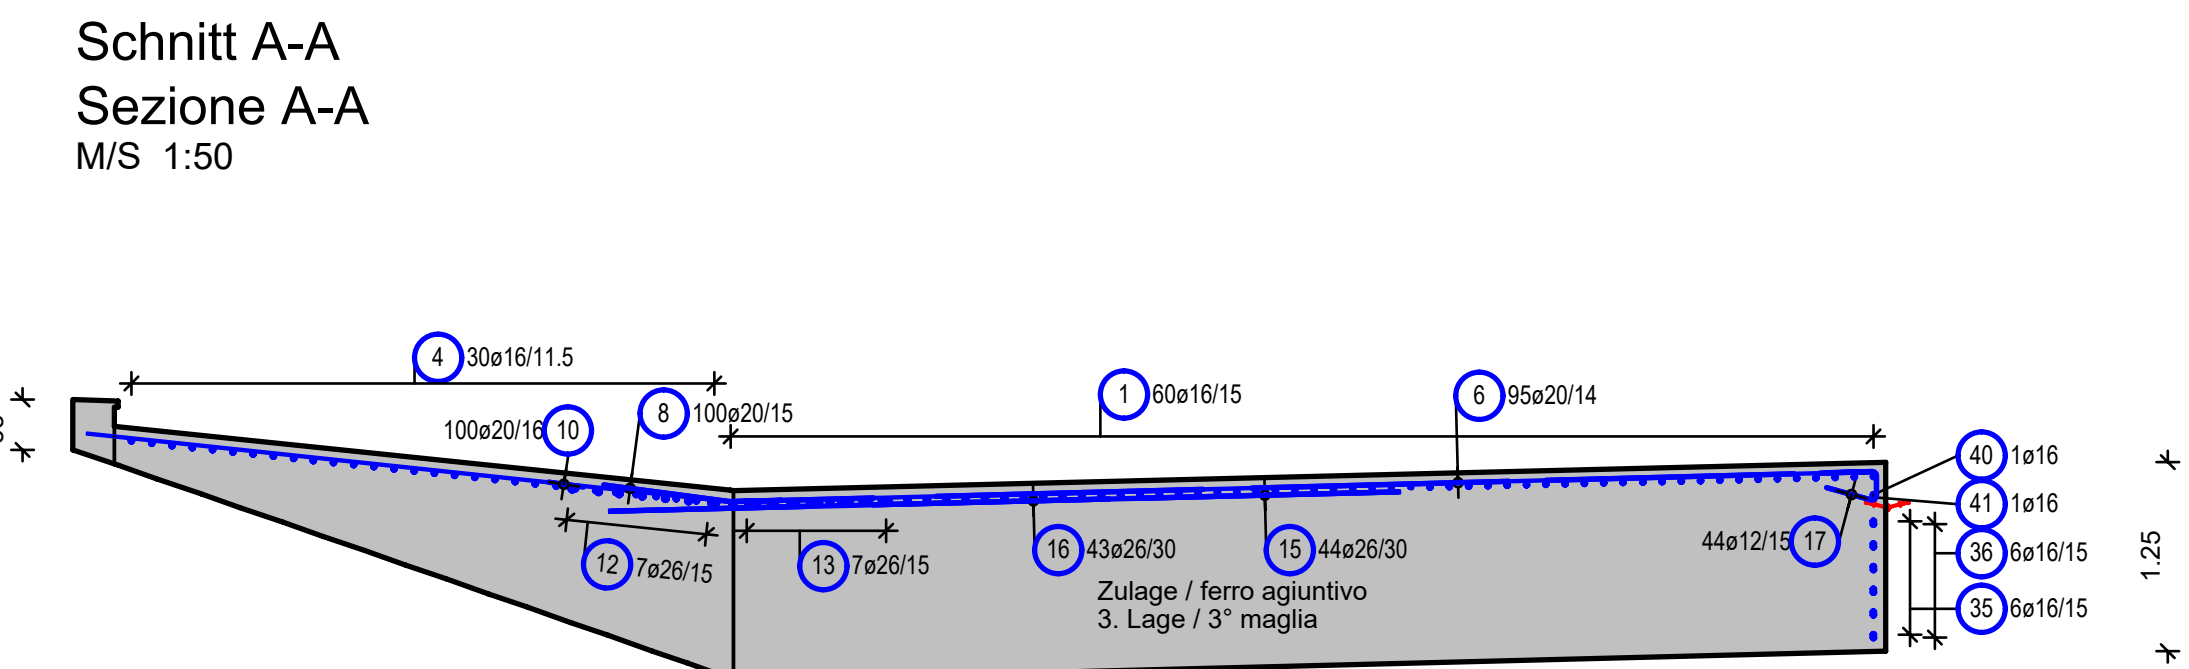 Schnitt A-A
Sezione A-A
M/S 1:50
4 30ø16/11.5
1 60ø16/15
6 95ø20/14
8 100ø20/15
100ø20/16 10
40 1ø16
41 1ø16
44ø12/15 17
16 43ø26/30
15 44ø26/30
36 6ø16/15
12 7ø26/15
13 7ø26/15
1.25
Zulage / ferro agiuntivo
3. Lage / 3° maglia
35 6ø16/15